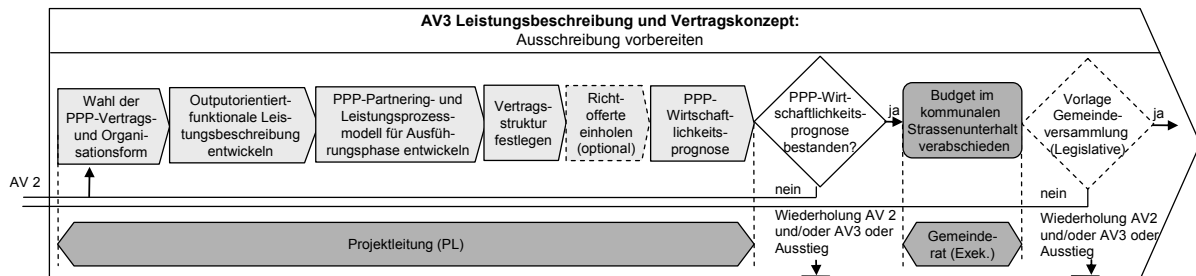 AV3 Leistungsbeschreibung und Vertragskonzept:
Ausschreibung vorbereiten
Wahl der
PPP-Vertrags-
und Organi-
sationsform
Outputorientiert-
funktionale Leis-
tungsbeschreibung
entwickeln
PPP-Partnering- und
Leistungsprozess-
modell für Ausfüh-
rungsphase entwickeln
Vertrags-
struktur
festlegen
Richt-
offerte
einholen
(optional)
PPP-
Wirtschaft-
lichkeits-
prognose
PPP-Wirt-
schaftlichkeits-
prognose
bestanden?
ja
Budget im
kommunalen
Strassenunterhalt
verabschieden
Vorlage
Gemeinde-
versammlung
(Legislative)
ja
AV 2
nein
nein
Projektleitung (PL)
Wiederholung AV 2
und/oder AV3 oder
Ausstieg
Gemeinde-
rat (Exek.)
Wiederholung AV2
und/oder AV3 oder
Ausstieg